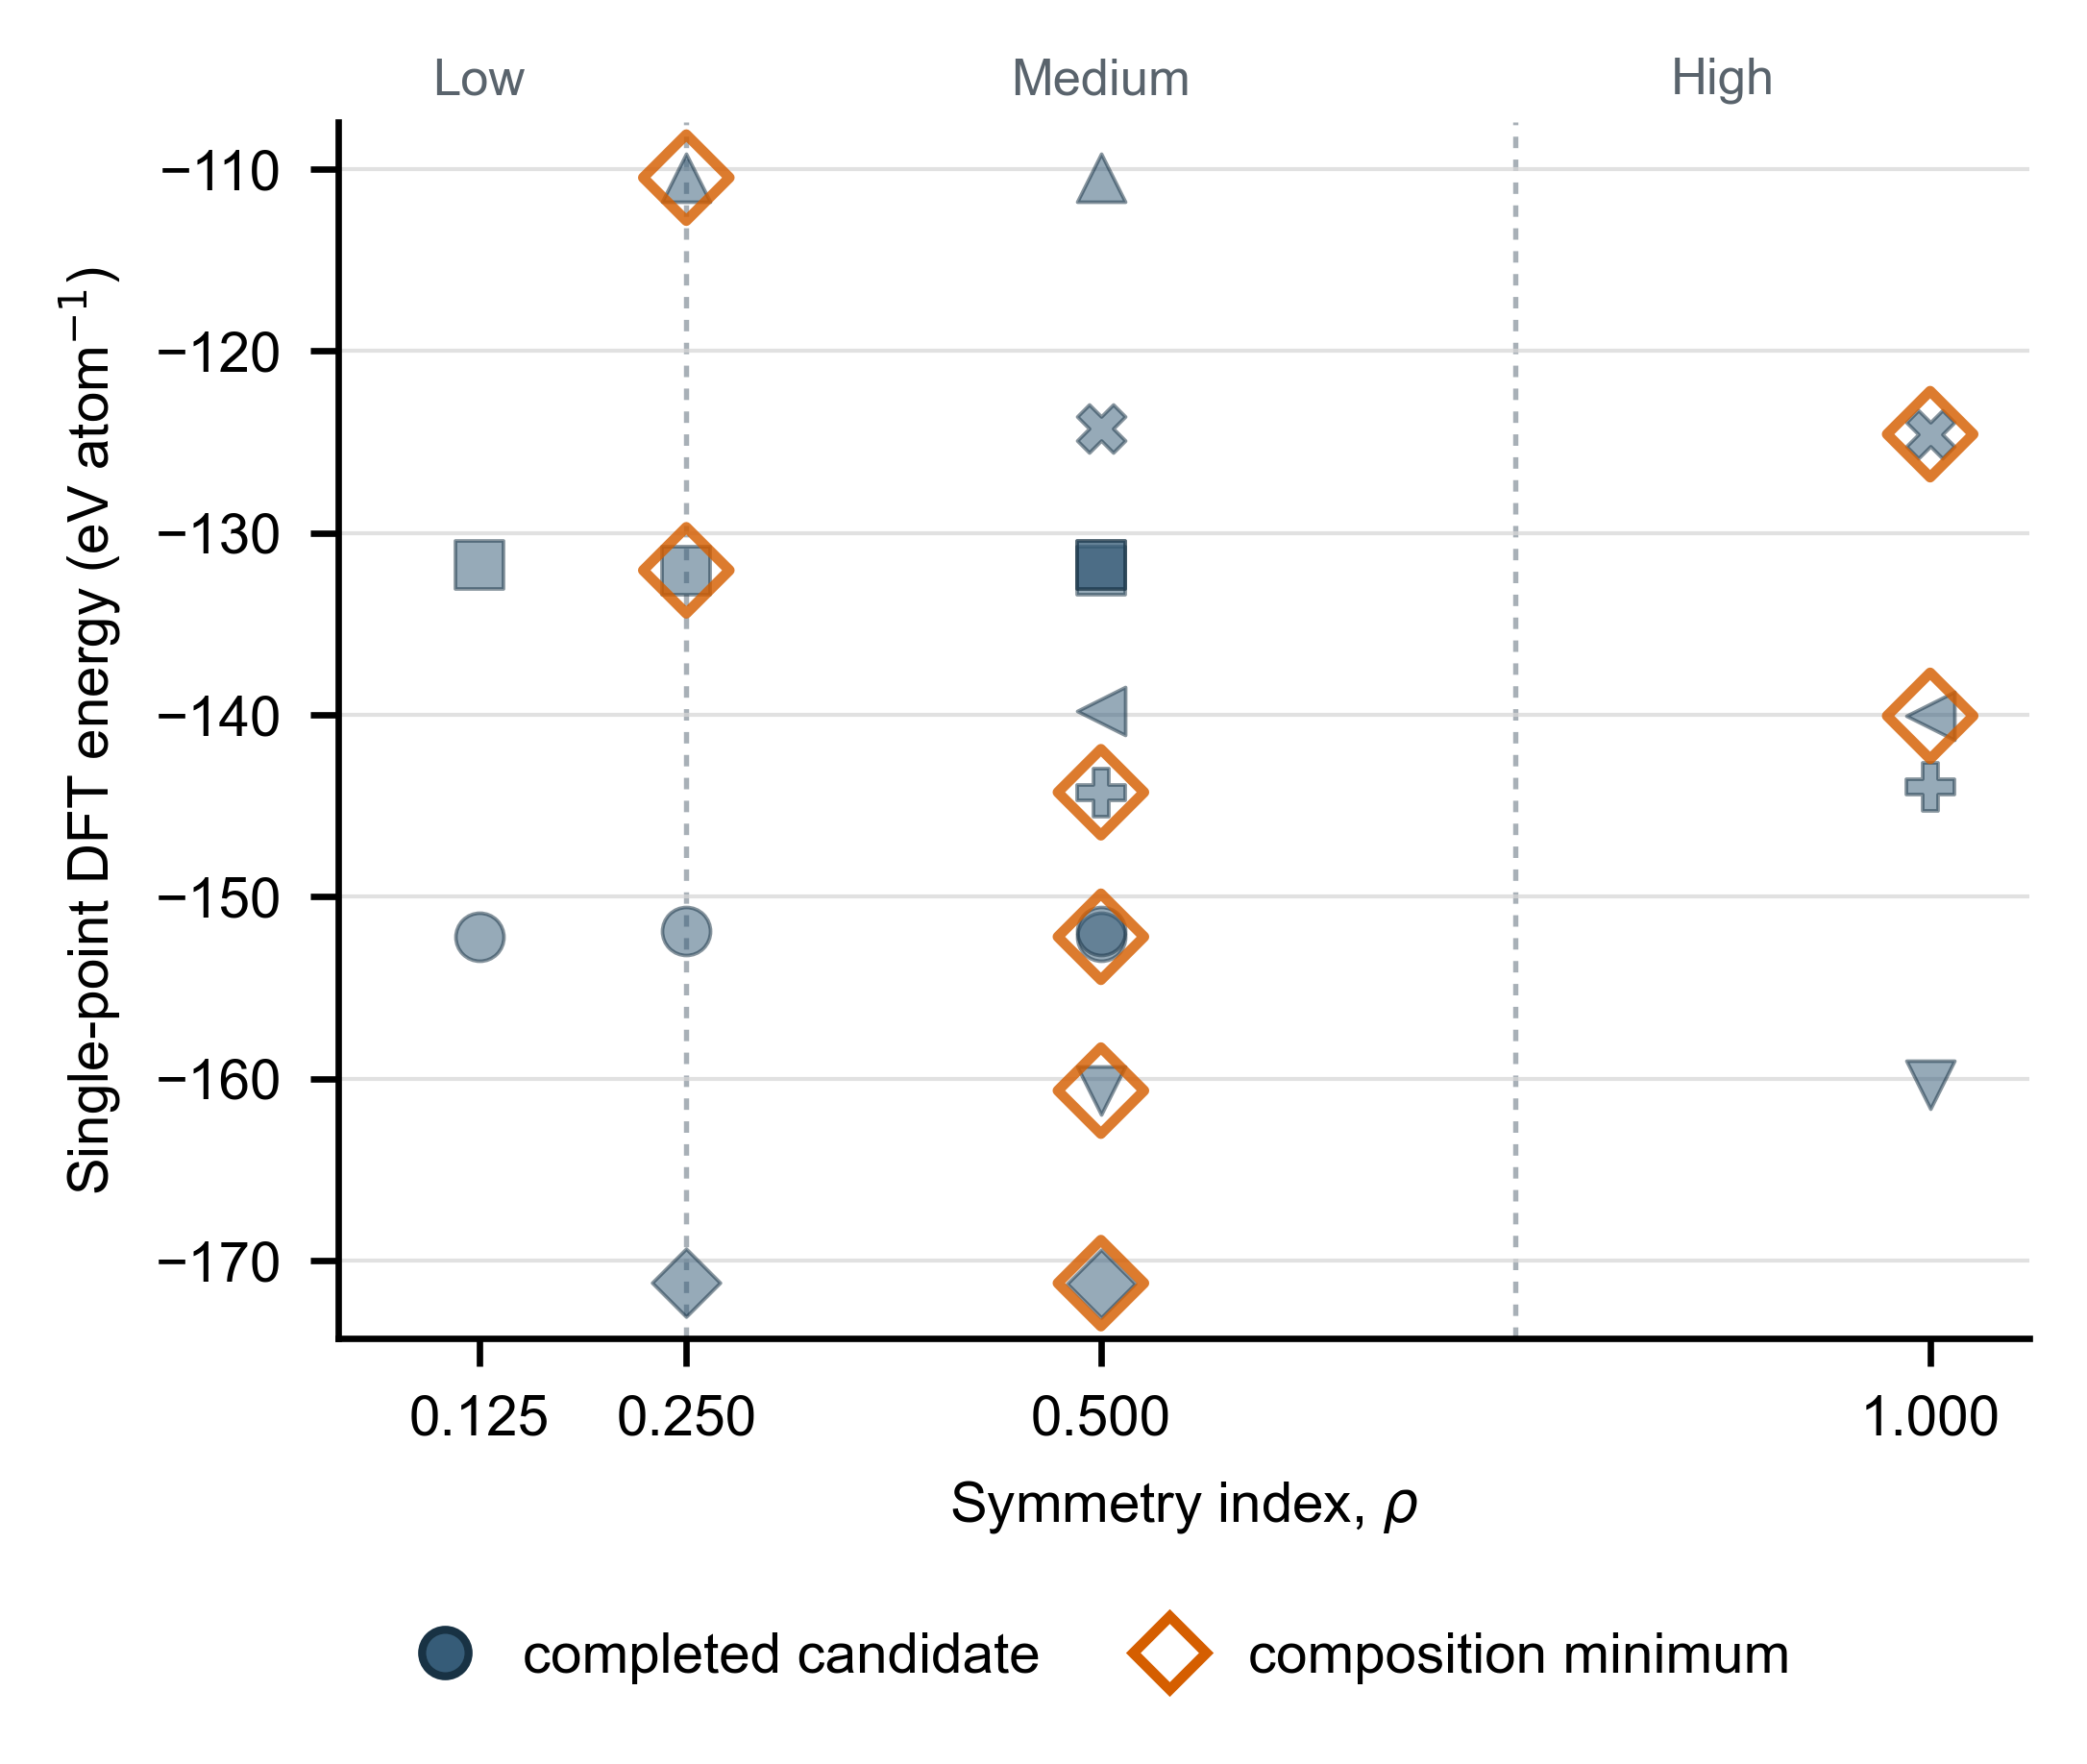 Low Medium High
−110
−120
−130
−140
−150
−160
−170
Single-point DFT energy (eV atom⁻¹)
0.125 0.250 0.500 1.000
Symmetry index, ρ
completed candidate composition minimum